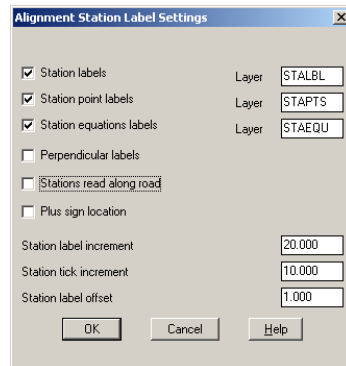 Alignment Station Label Settings
Station labels Layer STALBL
Station point labels Layer STAPTS
Station equations labels Layer STAEQU
Perpendicular labels
Stations read along road
Plus sign location
Station label increment 20.000
Station tick increment 10.000
Station label offset 1.000
OK Cancel Help